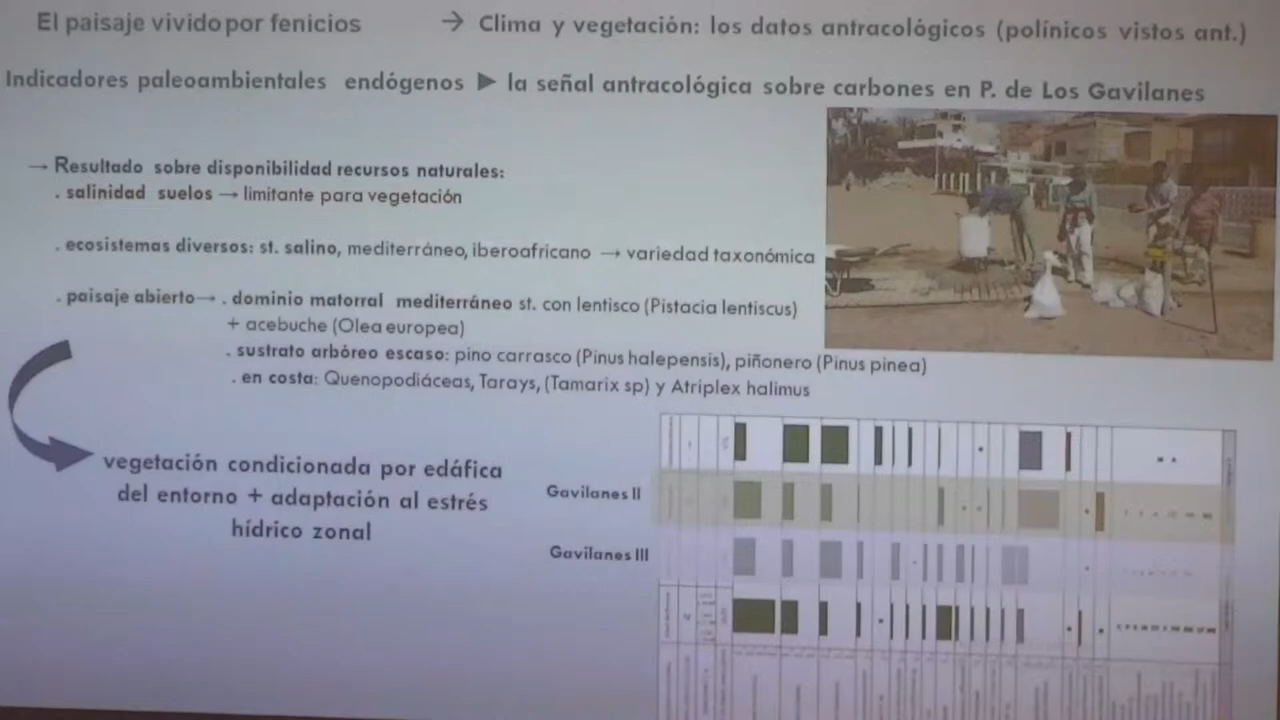 El paisaje vivido por fenicios → Clima y vegetación: los datos antracológicos (polínicos vistos ant.)
Indicadores paleoambientales endógenos ► la señal antracológica sobre carbones en P. de Los Gavilanes
→ Resultado sobre disponibilidad recursos naturales:
. salinidad suelos → limitante para vegetación
. ecosistemas diversos: st. salino, mediterráneo, iberoafricano → variedad taxonómica
. paisaje abierto → . dominio matorral mediterráneo st. con lentisco (Pistacia lentiscus)
+ acebuche (Olea europea)
. sustrato arbóreo escaso: pino carrasco (Pinus halepensis), piñonero (Pinus pinea)
. en costa: Quenopodiáceas, Tarays, (Tamarix sp) y Atriplex halimus
vegetación condicionada por edáfica
del entorno + adaptación al estrés
hídrico zonal
Gavilanes II
Gavilanes III